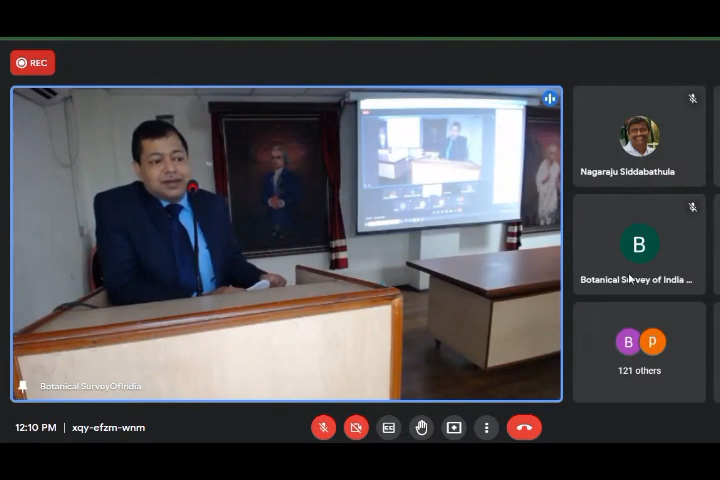 REC
Nagaraju Siddabathula
B
Botanical Survey of India ...
B p
121 others
Botanical SurveyOfIndia
12:10 PM | xqy-efzm-wnm